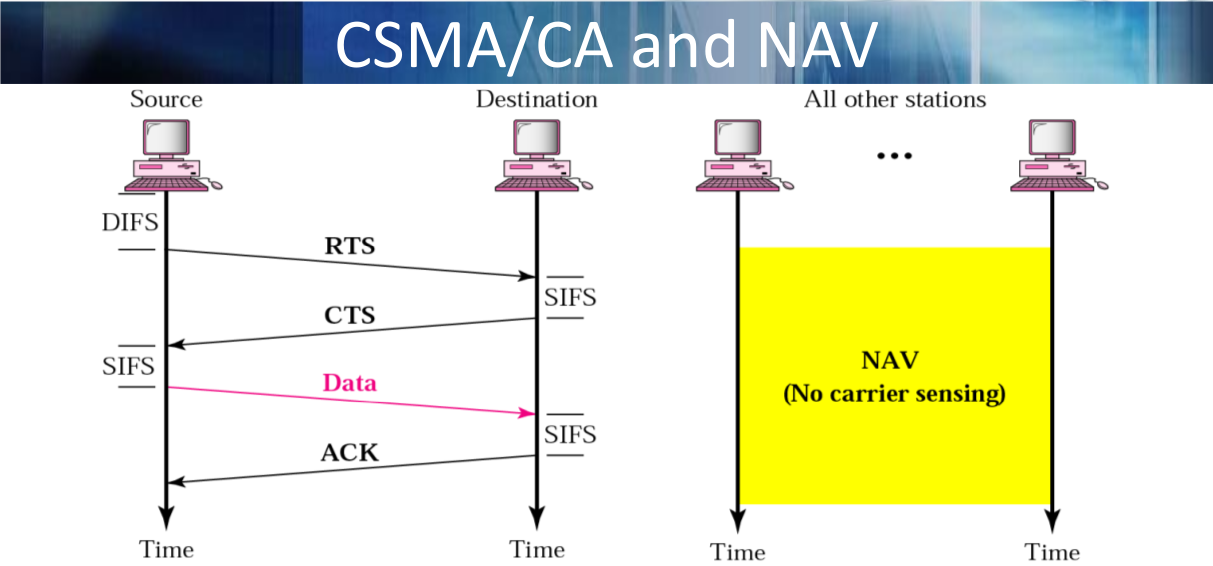 CSMA/CA and NAV
Source
Destination
All other stations
...
DIFS
RTS
SIFS
CTS
SIFS
Data
SIFS
ACK
NAV
(No carrier sensing)
Time
Time
Time
Time